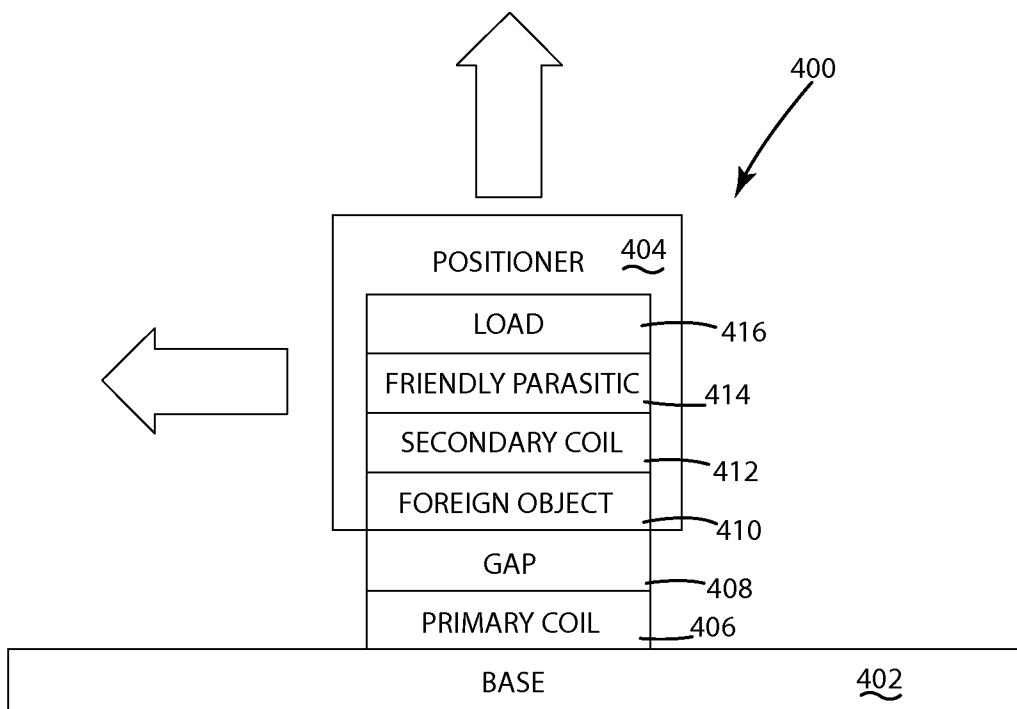 400
POSITIONER 404
LOAD 416
FRIENDLY PARASITIC 414
SECONDARY COIL 412
FOREIGN OBJECT 410
GAP 408
PRIMARY COIL 406
BASE 402